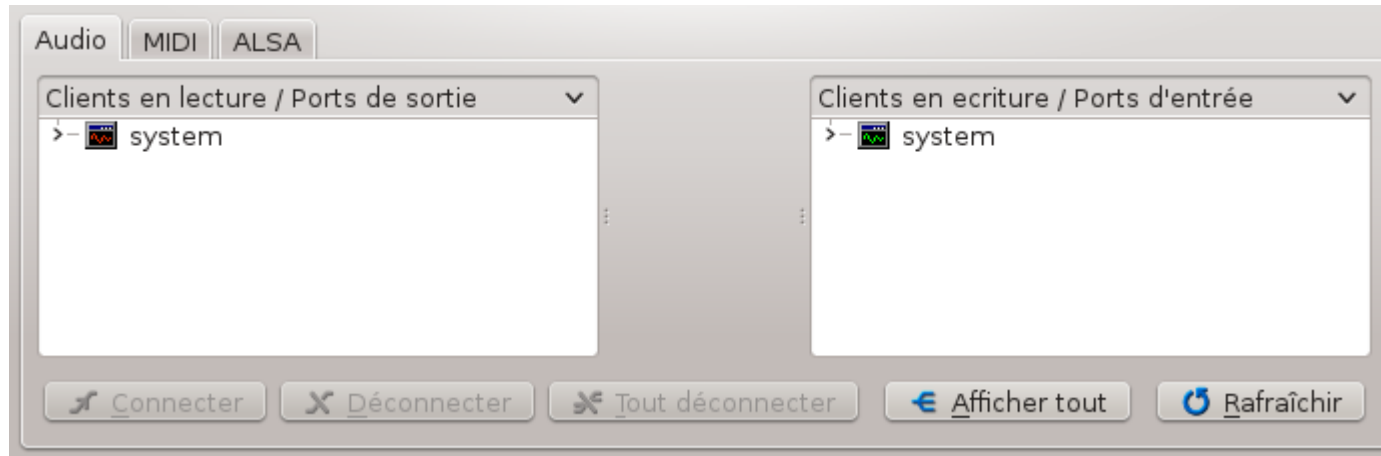 Audio MIDI ALSA
Clients en lecture / Ports de sortie
system
Clients en ecriture / Ports d'entrée
system
Connecter Déconnecter Tout déconnecter Afficher tout Rafraîchir